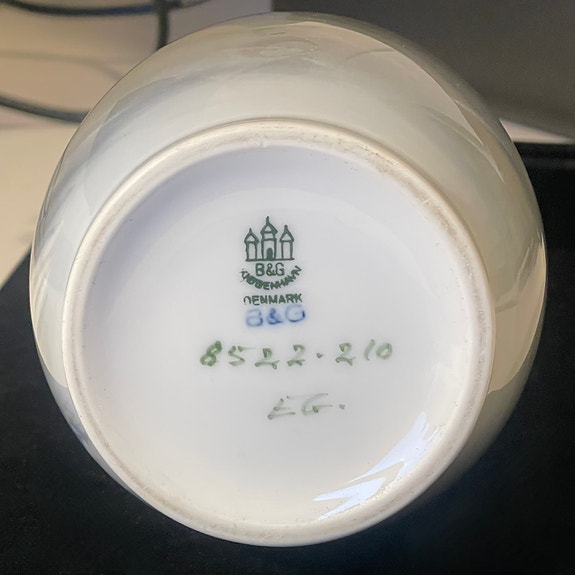 B&G
KJØBENHAVN
DENMARK
B&G
8522·210
EG.